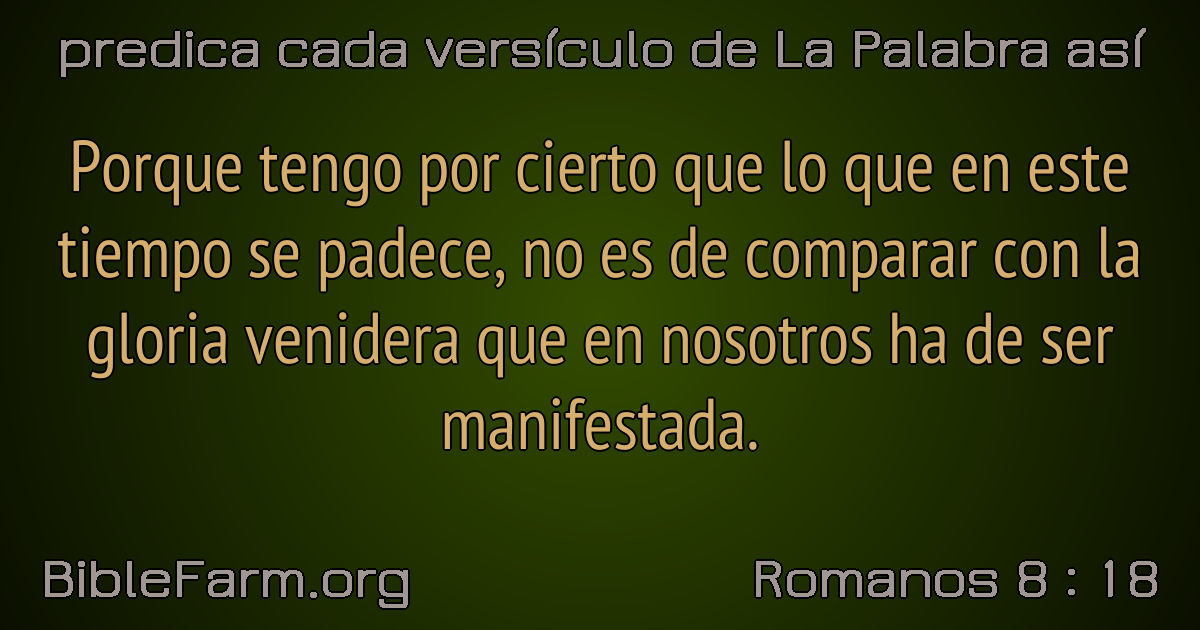 predica cada versículo de La Palabra así
Porque tengo por cierto que lo que en este
tiempo se padece, no es de comparar con la
gloria venidera que en nosotros ha de ser
manifestada.
BibleFarm.org
Romanos 8 : 18